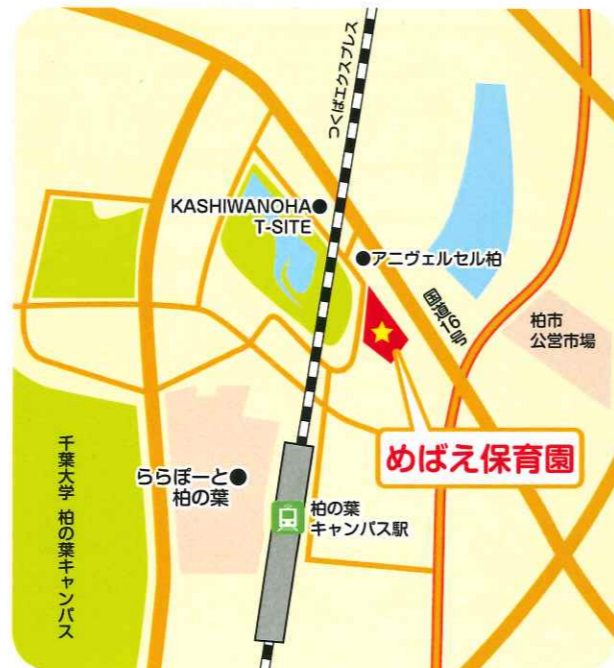 つくばエクスプレス
KASHIWANOHA
T-SITE
アニヴェルセル柏
国道16号
柏市
公営市場
めばえ保育園
ららぽーと
柏の葉
柏の葉
キャンパス駅
千葉大学 柏の葉キャンパス